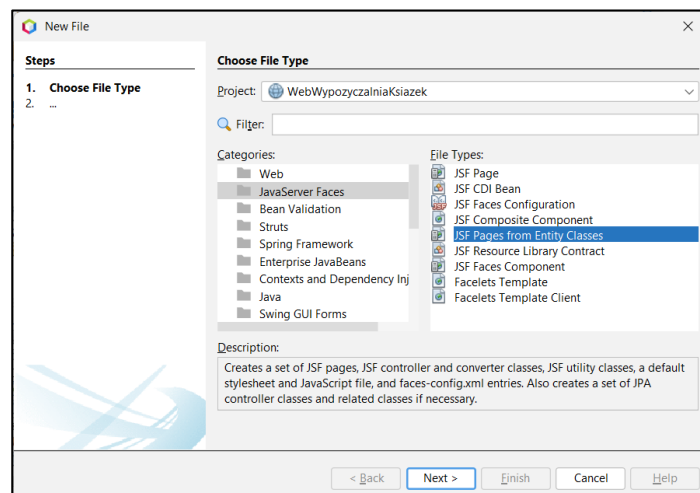 New File
Steps
1. Choose File Type
2. ...
Choose File Type
Project: WebWypozyczalniaKsiazek
Filter:
Categories:
Web
JavaServer Faces
Bean Validation
Struts
Spring Framework
Enterprise JavaBeans
Contexts and Dependency Inj
Java
Swing GUI Forms
File Types:
JSF Page
JSF CDI Bean
JSF Faces Configuration
JSF Composite Component
JSF Pages from Entity Classes
JSF Resource Library Contract
JSF Faces Component
Facelets Template
Facelets Template Client
Description:
Creates a set of JSF pages, JSF controller and converter classes, JSF utility classes, a default
stylesheet and JavaScript file, and faces-config.xml entries. Also creates a set of JPA
controller classes and related classes if necessary.
< Back Next > Finish Cancel Help